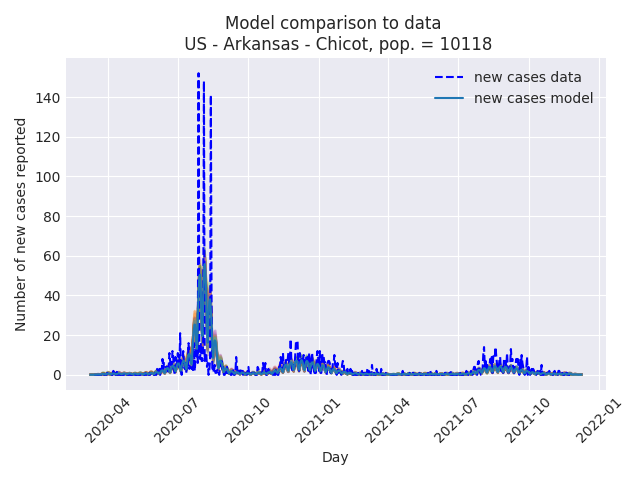 Model comparison to data
US - Arkansas - Chicot, pop. = 10118
new cases data
new cases model
Number of new cases reported
140
120
100
80
60
40
20
0
2020-04
2020-07
2020-10
2021-01
2021-04
2021-07
2021-10
2022-01
Day